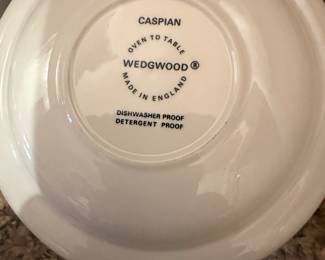 CASPIAN
OVEN TO TABLE
WEDGWOOD®
MADE IN ENGLAND
DISHWASHER PROOF
DETERGENT PROOF